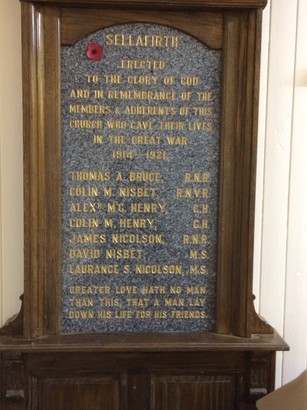 SELLAFIRTH
ERECTED
TO THE GLORY OF GOD
AND IN REMEMBRANCE OF THE
MEMBERS & ADHERENTS OF THIS
CHURCH WHO GAVE THEIR LIVES
IN THE GREAT WAR
1914 - 1921.
THOMAS A. BRUCE, R.N.R.
COLIN M. NISBET, R.N.V.R.
ALEXR MCG. HENRY, G.H.
COLIN M. HENRY, G.H.
JAMES NICOLSON, R.N.R.
DAVID NISBET, M.S.
LAURANCE S. NICOLSON, M.S.
GREATER LOVE HATH NO MAN
THAN THIS, THAT A MAN LAY
DOWN HIS LIFE FOR HIS FRIENDS.